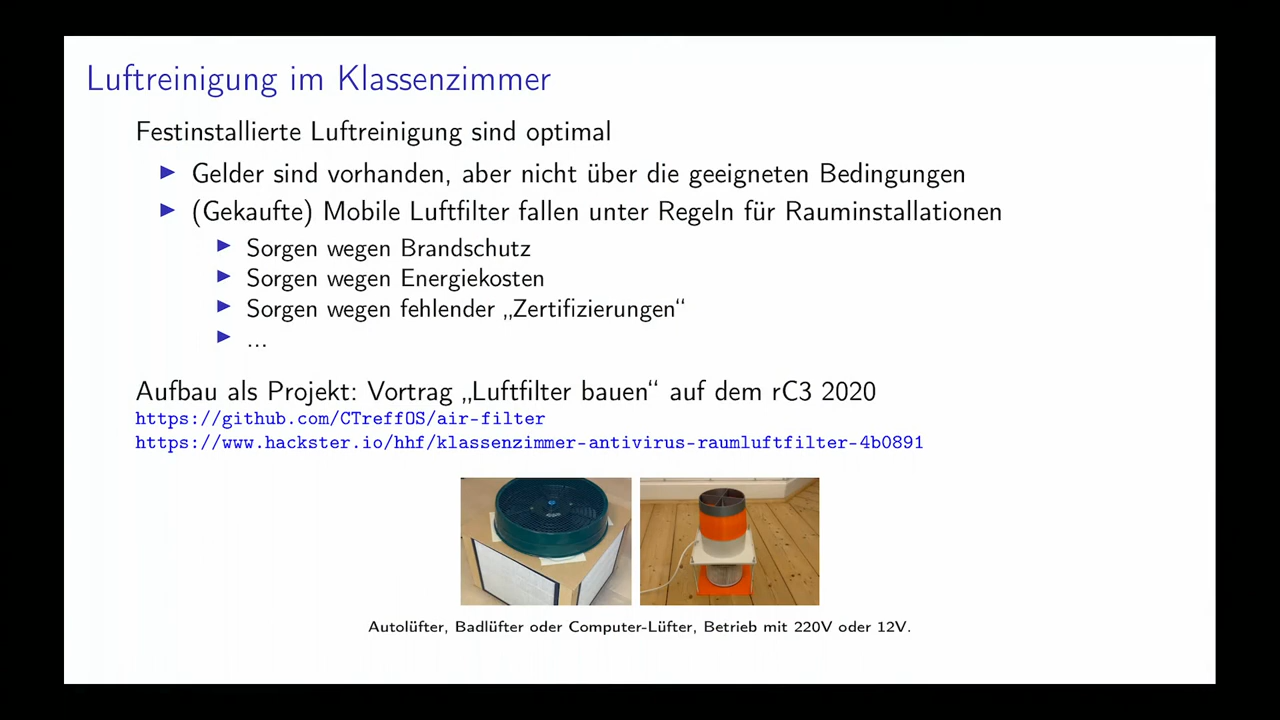 Luftreinigung im Klassenzimmer
Festinstallierte Luftreinigung sind optimal
Gelder sind vorhanden, aber nicht über die geeigneten Bedingungen
(Gekaufte) Mobile Luftfilter fallen unter Regeln für Rauminstallationen
Sorgen wegen Brandschutz
Sorgen wegen Energiekosten
Sorgen wegen fehlender „Zertifizierungen“
...
Aufbau als Projekt: Vortrag „Luftfilter bauen“ auf dem rC3 2020
https://github.com/CTreffOS/air-filter
https://www.hackster.io/hhf/klassenzimmer-antivirus-raumluftfilter-4b0891
Autolüfter, Badlüfter oder Computer-Lüfter, Betrieb mit 220V oder 12V.